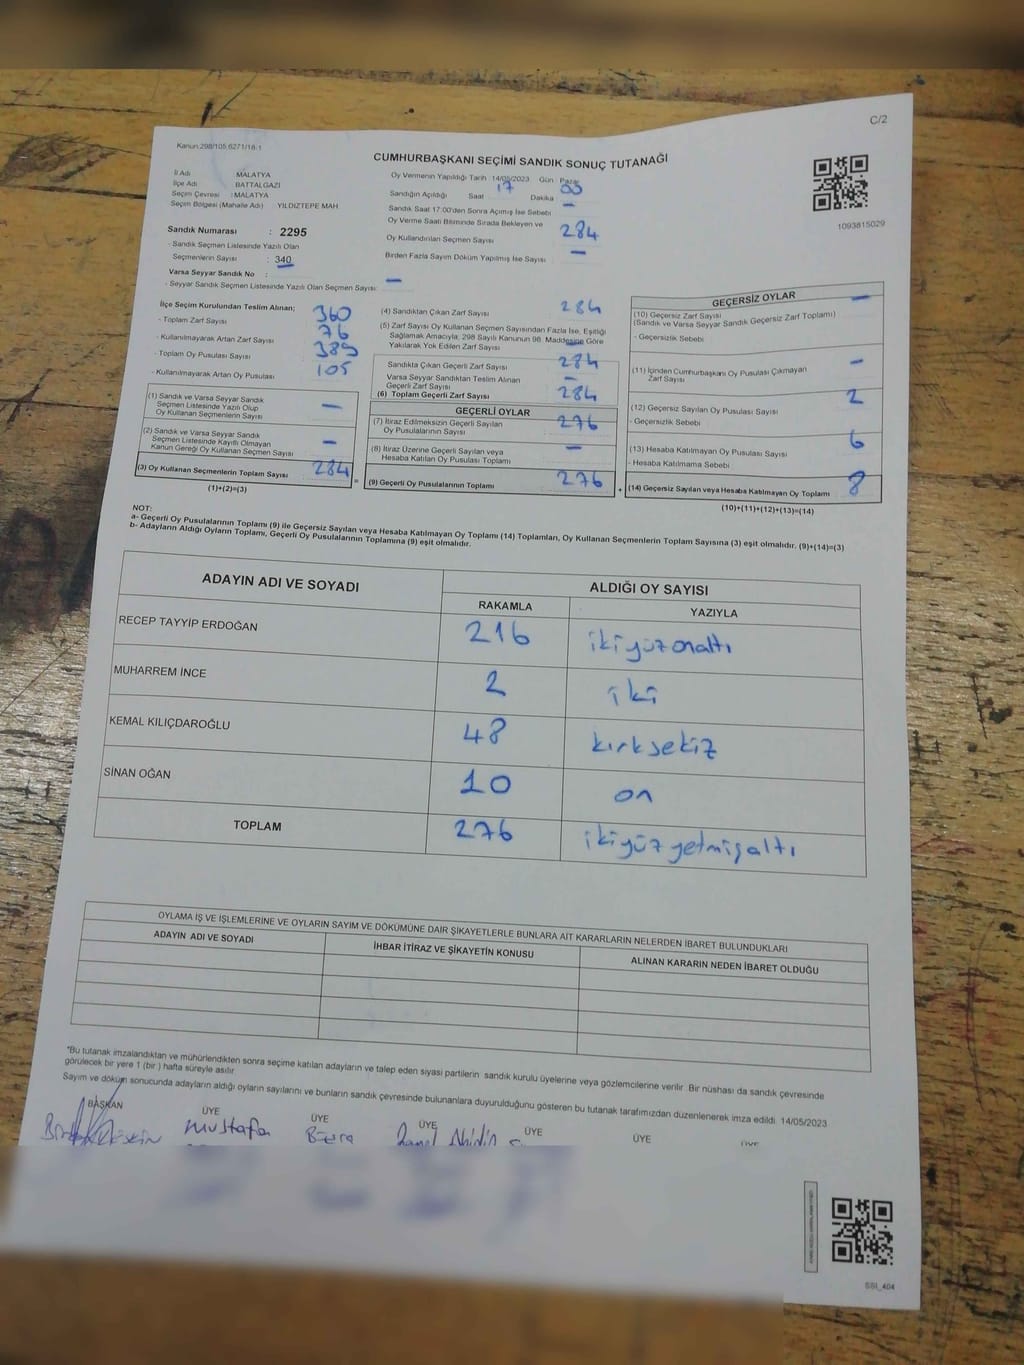 C/2
Kanun:298/105,6271/18-1
CUMHURBAŞKANI SEÇİMİ SANDIK SONUÇ TUTANAĞI
İl Adı MALATYA
İlçe Adı BATTALGAZİ
Seçim Çevresi : MALATYA
Seçim Bölgesi (Mahalle Adı) YILDIZTEPE MAH
Sandık Numarası : 2295
- Sandık Seçmen Listesinde Yazılı Olan
Seçmenlerin Sayısı : 340
Varsa Seyyar Sandık No :
- Seyyar Sandık Seçmen Listesinde Yazılı Olan Seçmen Sayısı: -
Oy Vermenin Yapıldığı Tarih 14/05/2023 Gün Pazar
Sandığın Açıldığı Saat 17 Dakika 00
Sandık Saat 17:00'den Sonra Açımış İse Sebebi -
Oy Verme Saati Bitiminde Sırada Bekleyen ve
Oy Kullandırılan Seçmen Sayısı 284
Birden Fazla Sayım Döküm Yapılmış İse Sayısı -
1093815029
İlçe Seçim Kurulundan Teslim Alınan;
- Toplam Zarf Sayısı 360
- Kullanılmayarak Artan Zarf Sayısı 76
- Toplam Oy Pusulası Sayısı 389
- Kullanılmayarak Artan Oy Pusulası 105
(1) Sandık ve Varsa Seyyar Sandık
Seçmen Listesinde Yazılı Olup
Oy Kullanan Seçmenlerin Sayısı -
(2) Sandık ve Varsa Seyyar Sandık
Seçmen Listesinde Kayıtlı Olmayan
Kanun Gereği Oy Kullanan Seçmen Sayısı -
(3) Oy Kullanan Seçmenlerin Toplam Sayısı 284
(1)+(2)=(3)
(4) Sandıktan Çıkan Zarf Sayısı 284
(5) Zarf Sayısı Oy Kullanan Seçmen Sayısından Fazla İse, Eşitliği
Sağlamak Amacıyla; 298 Sayılı Kanunun 98. Maddesine Göre
Yakılarak Yok Edilen Zarf Sayısı -
Sandıkta Çıkan Geçerli Zarf Sayısı 284
Varsa Seyyar Sandıktan Teslim Alınan
Geçerli Zarf Sayısı -
(6) Toplam Geçerli Zarf Sayısı 284
GEÇERLİ OYLAR
(7) İtiraz Edilmeksizin Geçerli Sayılan
Oy Pusulalarının Sayısı 276
(8) İtiraz Üzerine Geçerli Sayılan veya
Hesaba Katılan Oy Pusulası Toplamı -
= (9) Geçerli Oy Pusulalarının Toplamı 276
GEÇERSİZ OYLAR
(10) Geçersiz Zarf Sayısı -
(Sandık ve Varsa Seyyar Sandık Geçersiz Zarf Toplamı)
- Geçersizlik Sebebi
(11) İçinden Cumhurbaşkanı Oy Pusulası Çıkmayan
Zarf Sayısı -
(12) Geçersiz Sayılan Oy Pusulası Sayısı 2
- Geçersizlik Sebebi
(13) Hesaba Katılmayan Oy Pusulası Sayısı 6
- Hesaba Katılmama Sebebi
+ (14) Geçersiz Sayılan veya Hesaba Katılmayan Oy Toplamı 8
(10)+(11)+(12)+(13)=(14)
NOT:
a- Geçerli Oy Pusulalarının Toplamı (9) ile Geçersiz Sayılan veya Hesaba Katılmayan Oy Toplamı (14) Toplamları, Oy Kullanan Seçmenlerin Toplam Sayısına (3) eşit olmalıdır. (9)+(14)=(3)
b- Adayların Aldığı Oyların Toplamı, Geçerli Oy Pusulalarının Toplamına (9) eşit olmalıdır.
ADAYIN ADI VE SOYADI ALDIĞI OY SAYISI
RAKAMLA YAZIYLA
RECEP TAYYİP ERDOĞAN 216 ikiyüzonaltı
MUHARREM İNCE 2 iki
KEMAL KILIÇDAROĞLU 48 kırksekiz
SİNAN OĞAN 10 on
TOPLAM 276 ikiyüzyetmişaltı
OYLAMA İŞ VE İŞLEMLERİNE VE OYLARIN SAYIM VE DÖKÜMÜNE DAİR ŞİKAYETLERLE BUNLARA AİT KARARLARIN NELERDEN İBARET BULUNDUKLARI
ADAYIN ADI VE SOYADI İHBAR İTİRAZ VE ŞİKAYETİN KONUSU ALINAN KARARIN NEDEN İBARET OLDUĞU
*Bu tutanak imzalandıktan ve mühürlendikten sonra seçime katılan adayların ve talep eden siyasi partilerin sandık kurulu üyelerine veya gözlemcilerine verilir. Bir nüshası da sandık çevresinde
görülecek bir yere 1 (bir) hafta süreyle asılır.
Sayım ve döküm sonucunda adayların aldığı oyların sayılarını ve bunların sandık çevresinde bulunanlara duyurulduğunu gösteren bu tutanak tarafımızdan düzenlenerek imza edildi. 14/05/2023
BAŞKAN ÜYE ÜYE ÜYE ÜYE ÜYE ÜYE
Mustafa
SSI_404